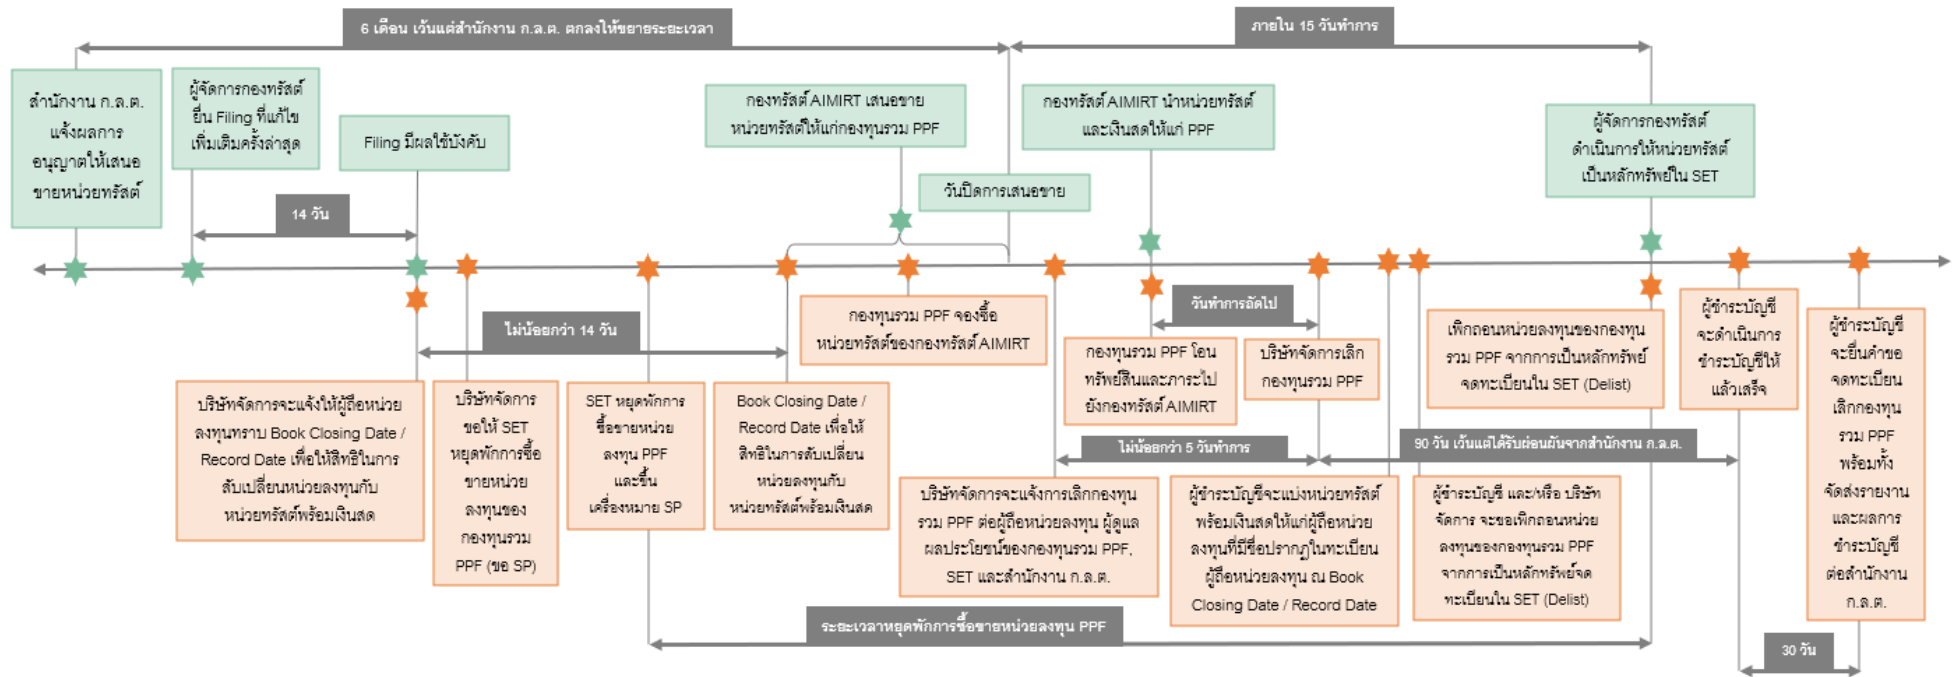 6 เดือน เว้นแต่สำนักงาน ก.ล.ต. ตกลงให้ขยายระยะเวลา
ภายใน 15 วันทำการ
สำนักงาน ก.ล.ต.
แจ้งผลการ
อนุญาตให้เสนอ
ขายหน่วยทรัสต์
ผู้จัดการกองทรัสต์
ยื่น Filing ที่แก้ไข
เพิ่มเติมครั้งล่าสุด
Filing มีผลใช้บังคับ
กองทรัสต์ AIMIRT เสนอขาย
หน่วยทรัสต์ให้แก่กองทุนรวม PPF
วันปิดการเสนอขาย
กองทรัสต์ AIMIRT นำหน่วยทรัสต์
และเงินสดให้แก่ PPF
ผู้จัดการกองทรัสต์
ดำเนินการให้หน่วยทรัสต์
เป็นหลักทรัพย์ใน SET
14 วัน
ไม่น้อยกว่า 14 วัน
กองทุนรวม PPF จองซื้อ
หน่วยทรัสต์ของกองทรัสต์ AIMIRT
วันทำการถัดไป
กองทุนรวม PPF โอน
ทรัพย์สินและภาระไป
ยังกองทรัสต์ AIMIRT
บริษัทจัดการเลิก
กองทุนรวม PPF
เพิกถอนหน่วยลงทุนของกองทุน
รวม PPF จากการเป็นหลักทรัพย์
จดทะเบียนใน SET (Delist)
ผู้ชำระบัญชี
จะดำเนินการ
ชำระบัญชีให้
แล้วเสร็จ
ผู้ชำระบัญชี
จะยื่นคำขอ
จดทะเบียน
เลิกกองทุน
รวม PPF
พร้อมทั้ง
จัดส่งรายงาน
และผลการ
ชำระบัญชี
ต่อสำนักงาน
ก.ล.ต.
บริษัทจัดการจะแจ้งให้ผู้ถือหน่วย
ลงทุนทราบ Book Closing Date /
Record Date เพื่อให้สิทธิในการ
สับเปลี่ยนหน่วยลงทุนกับ
หน่วยทรัสต์พร้อมเงินสด
บริษัทจัดการ
ขอให้ SET
หยุดพักการซื้อ
ขายหน่วย
ลงทุนของ
กองทุนรวม
PPF (ขอ SP)
SET หยุดพักการ
ซื้อขายหน่วย
ลงทุน PPF
และขึ้น
เครื่องหมาย SP
Book Closing Date /
Record Date เพื่อให้
สิทธิในการสับเปลี่ยน
หน่วยลงทุนกับ
หน่วยทรัสต์พร้อมเงินสด
ไม่น้อยกว่า 5 วันทำการ
90 วัน เว้นแต่ได้รับผ่อนผันจากสำนักงาน ก.ล.ต.
บริษัทจัดการจะแจ้งการเลิกกองทุน
รวม PPF ต่อผู้ถือหน่วยลงทุน ผู้ดูแล
ผลประโยชน์ของกองทุนรวม PPF,
SET และสำนักงาน ก.ล.ต.
ผู้ชำระบัญชีจะแบ่งหน่วยทรัสต์
พร้อมเงินสดให้แก่ผู้ถือหน่วย
ลงทุนที่มีชื่อปรากฏในทะเบียน
ผู้ถือหน่วยลงทุน ณ Book
Closing Date / Record Date
ผู้ชำระบัญชี และ/หรือ บริษัท
จัดการ จะขอเพิกถอนหน่วย
ลงทุนของกองทุนรวม PPF
จากการเป็นหลักทรัพย์จด
ทะเบียนใน SET (Delist)
ระยะเวลาหยุดพักการซื้อขายหน่วยลงทุน PPF
30 วัน